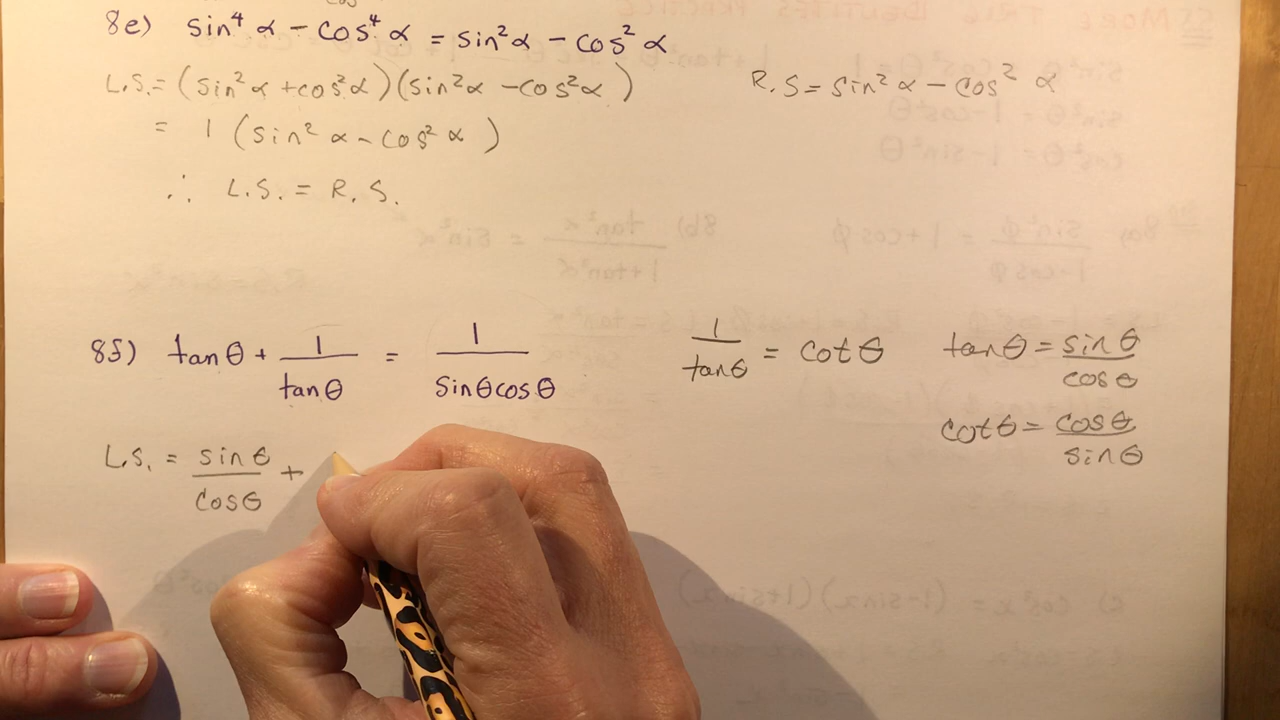 8e) sin⁴ α − cos⁴ α = sin² α − cos² α
L.S. = (sin² α + cos² α)(sin² α − cos² α)
R.S = sin² α − cos² α
= 1 (sin² α − cos² α)
∴ L.S. = R.S.
8f) tan θ + 1/tan θ = 1/sin θ cos θ
1/tan θ = cot θ
tan θ = sin θ/cos θ
cot θ = cos θ/sin θ
L.S. = sin θ/cos θ +